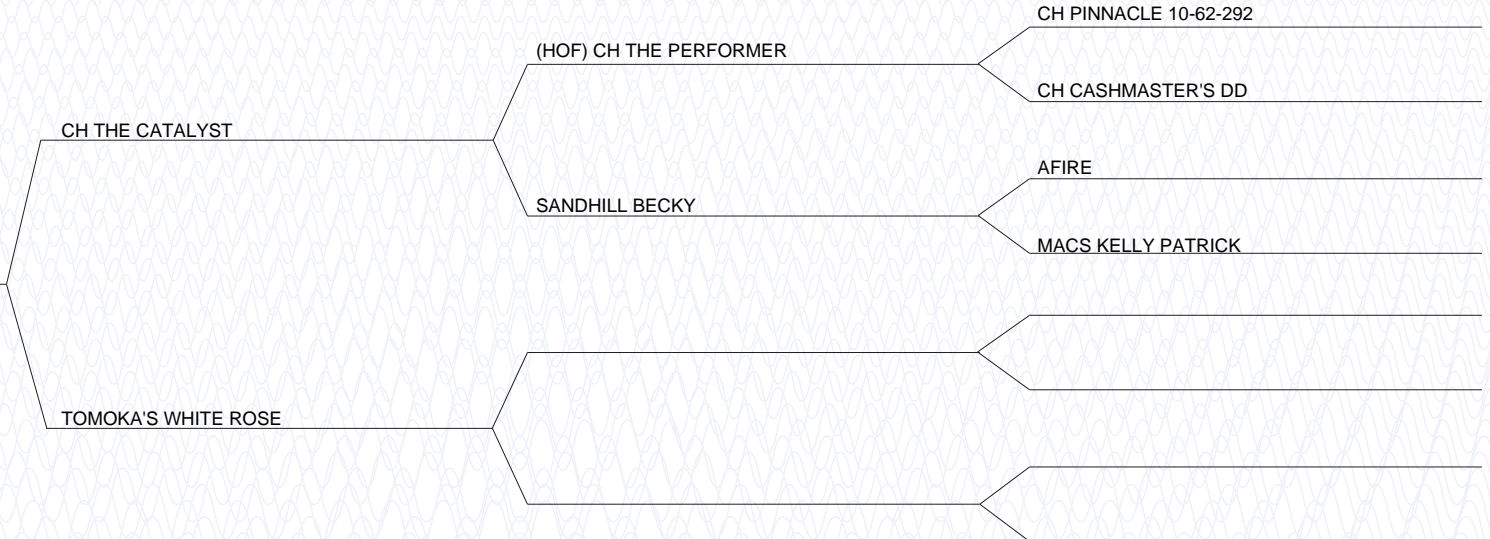 CH PINNACLE 10-62-292
(HOF) CH THE PERFORMER
CH CASHMASTER'S DD
CH THE CATALYST
AFIRE
SANDHILL BECKY
MACS KELLY PATRICK
TOMOKA'S WHITE ROSE